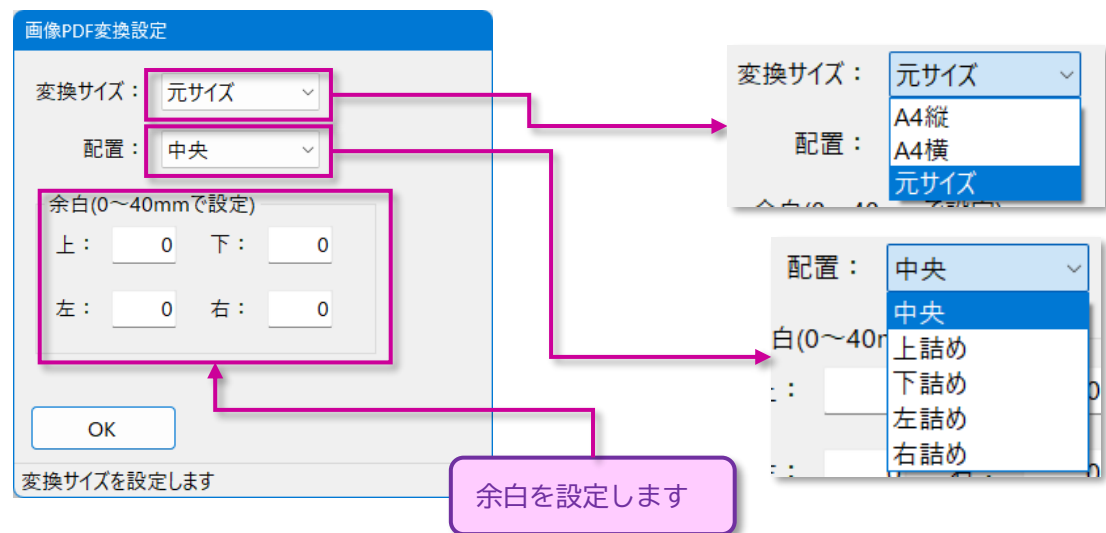 画像PDF変換設定
変換サイズ： 元サイズ
配置： 中央
余白(0～40mmで設定)
上： 0 下： 0
左： 0 右： 0
OK
変換サイズを設定します
余白を設定します
変換サイズ： 元サイズ
A4縦
配置： A4横
元サイズ
配置： 中央
中央
白(0～40
上詰め
下詰め
0
左詰め
右詰め
0